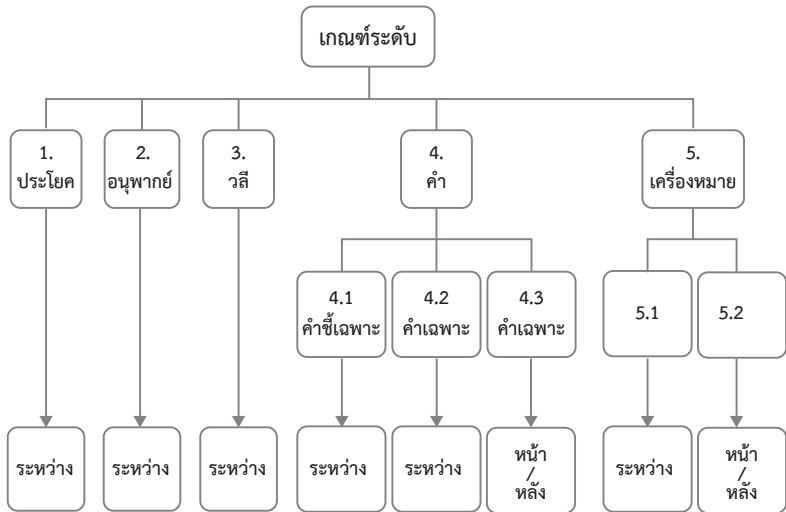 เกณฑ์ระดับ
1.
ประโยค
2.
อนุพากย์
3.
วลี
4.
คำ
5.
เครื่องหมาย
4.1
คำชี้เฉพาะ
4.2
คำเฉพาะ
4.3
คำเฉพาะ
5.1
5.2
ระหว่าง
ระหว่าง
ระหว่าง
ระหว่าง
ระหว่าง
หน้า
/
หลัง
ระหว่าง
หน้า
/
หลัง